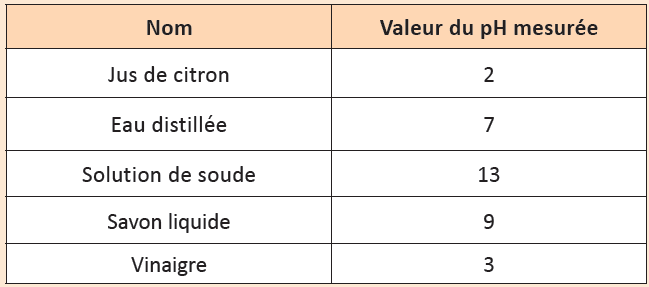 Nom Valeur du pH mesurée
Jus de citron 2
Eau distillée 7
Solution de soude 13
Savon liquide 9
Vinaigre 3